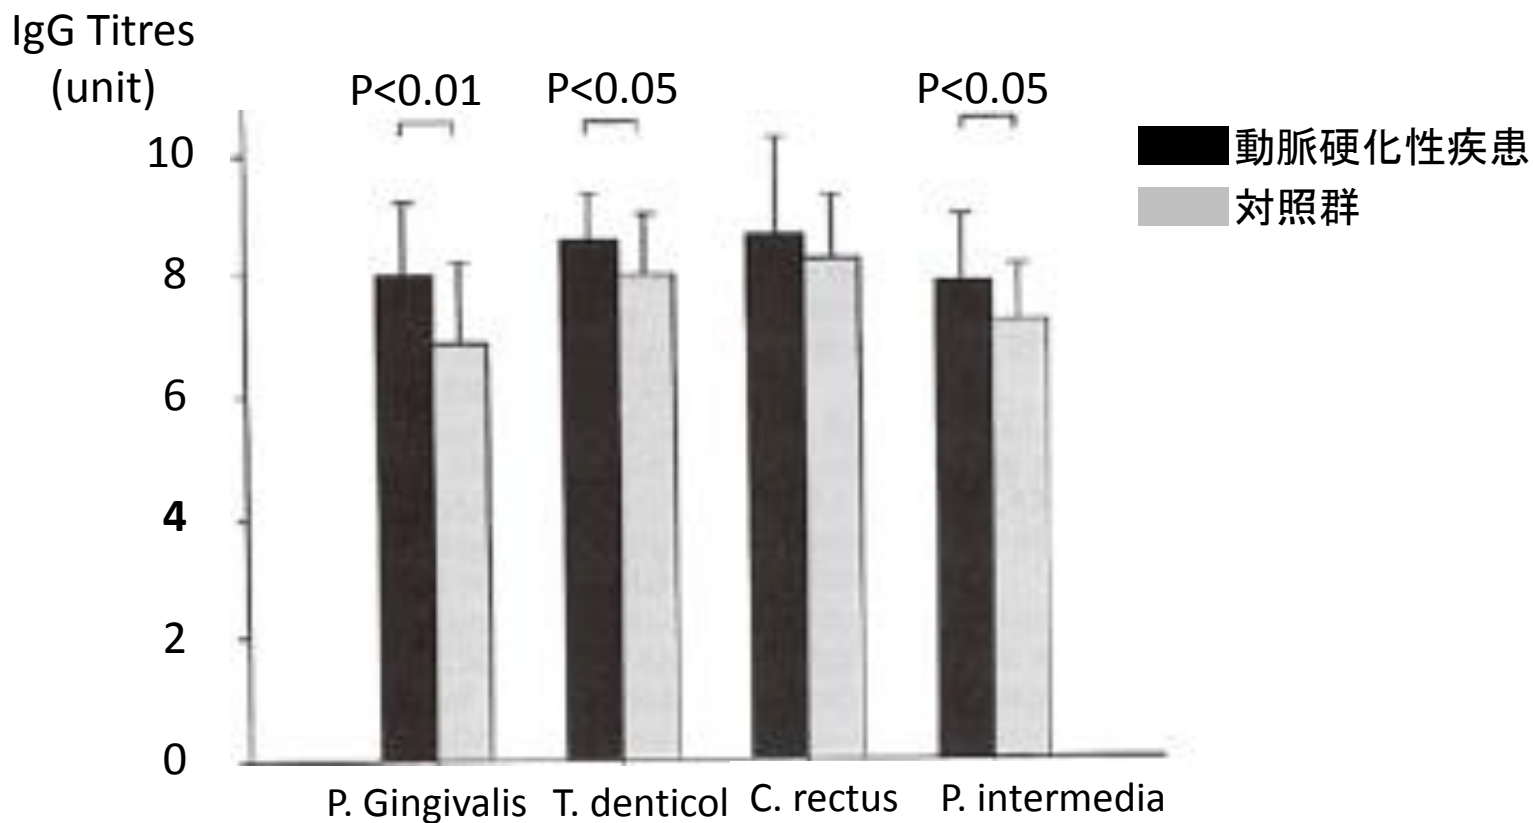 IgG Titres
(unit)
P<0.01
P<0.05
P<0.05
動脈硬化性疾患
対照群
10
8
6
4
2
0
P. Gingivalis
T. denticol
C. rectus
P. intermedia